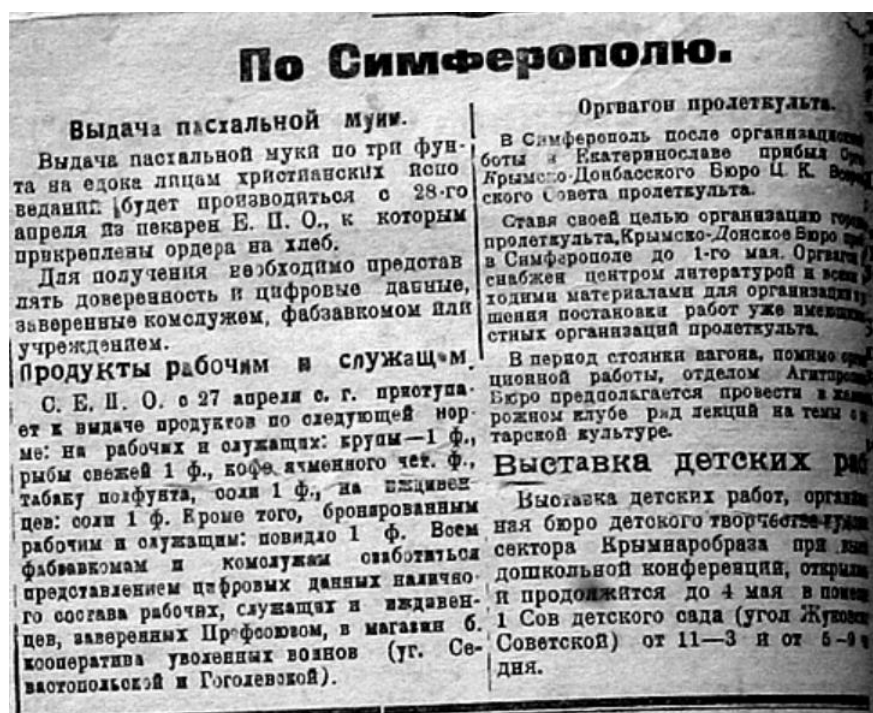 По Симферополю.
Выдача пасхальной муки.
Выдача пасхальной муки по три фун-
та на едока лицам христианских испо
ведании будет производиться с 28-го
апреля из пекарен Е. П. О., к которым
прикреплены ордера на хлеб.
Для получения необходимо представ
лять доверенность и цифровые данные,
заверенные комслужем, фабзавкомом или
учреждением.
Продукты рабочим и служащим.
С. Е. П. О. с 27 апреля с. г. приступа-
ет к выдаче продуктов по следующей нор-
ме: на рабочих и служащих: крупы—1 ф.,
рыбы свежей 1 ф., кофе ячменного чет. ф.,
табаку полфунта, соли 1 ф., на иждивен-
цев: соли 1 ф. Кроме того, бронированным
рабочим и служащим: повидло 1 ф. Всем
фабзавкомам и комслужам озаботиться
представлением цифровых данных налично-
го состава рабочих, служащих и иждивен-
цев, заверенных Профсоюзом, в магазин б.
кооператива уволенных воинов (уг. Се-
вастопольской и Гоголевской).
Оргвагон пролеткульта.
В Симферополь после организацион
боты в Екатеринославе прибыл
Крымско-Донбасского Бюро Ц. К.
ского Совета пролеткульта.
Ставя своей целью организацию
пролеткульта, Крымско-Донское Бюро
в Симферополе до 1-го мая. Оргвагон
снабжен центром литературой и всеми
ходимыми материалами для организации
шения постановки работ уже имеющих
стных организаций пролеткульта.
В период стоянки вагона, помимо
ционной работы, отделом
Бюро предполагается провести в
рожном клубе ряд лекций на темы о
тарской культуре.
Выставка детских раб
Выставка детских работ,
ная бюро детского творчества
сектора Крымнаробраза при
дошкольной конференций,
и продолжится до 4 мая в
1 Сов детского сада (угол
Советской) от 11—3 и от
дня.